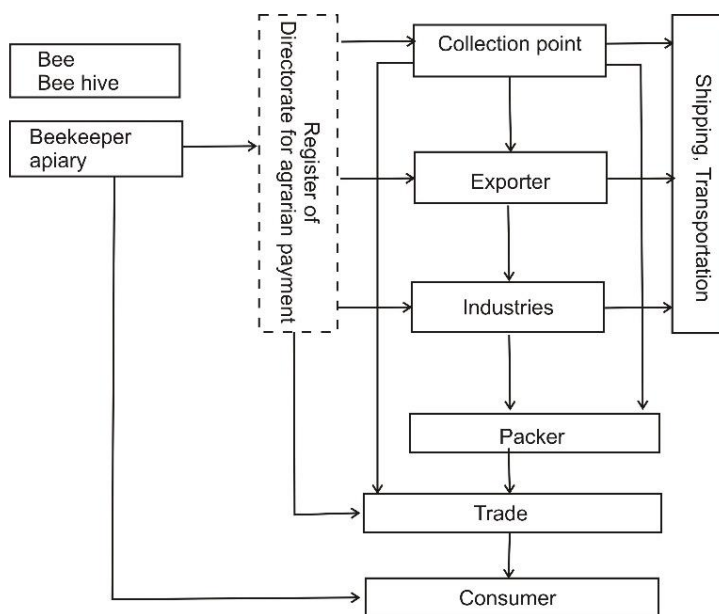 Bee
Bee hive
Beekeeper
apiary
Register of
Directorate for agrarian payment
Collection point
Exporter
Industries
Packer
Trade
Consumer
Shipping, Transportation